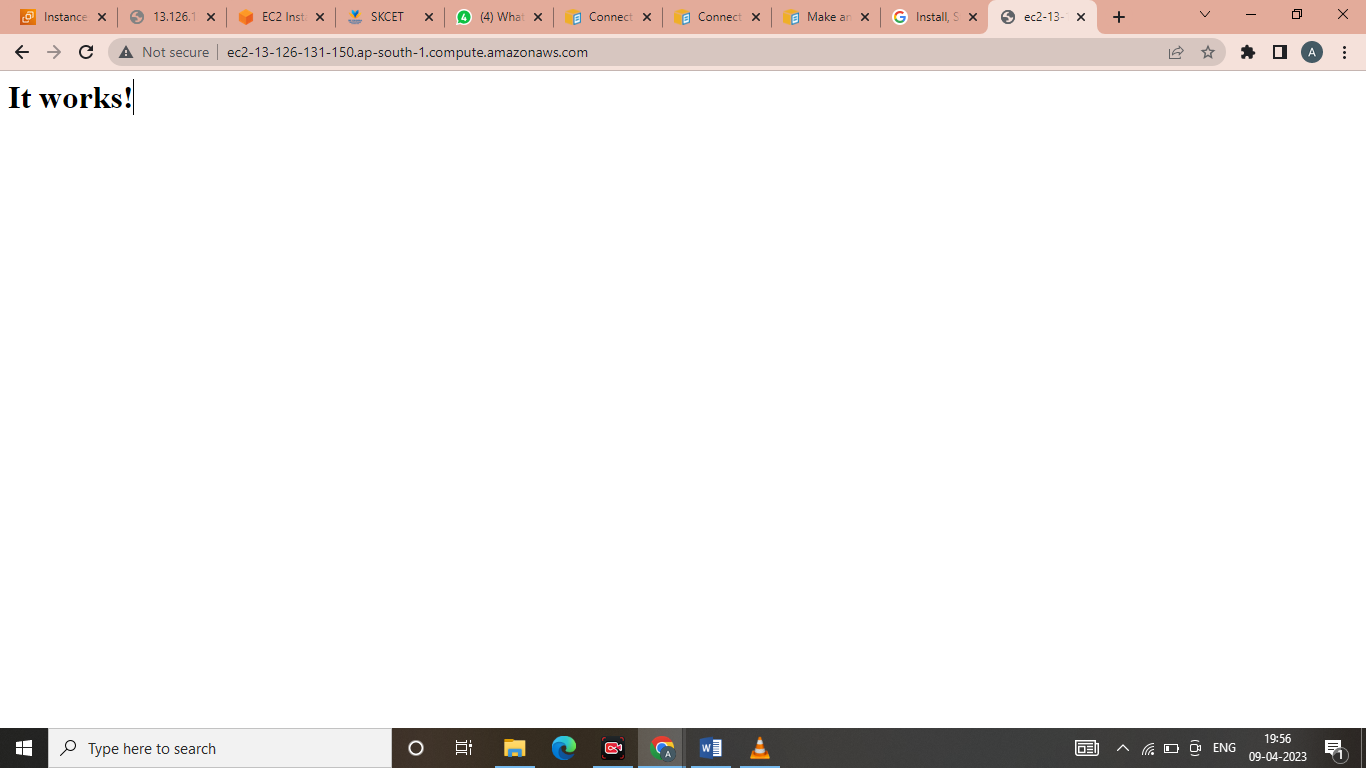 Instance
13.126.1
EC2 Inst
SKCET
(4) What
Connect
Connect
Make an
Install, S
ec2-13-
Not secure
ec2-13-126-131-150.ap-south-1.compute.amazonaws.com
A
It works!
Type here to search
ENG
19:56
09-04-2023
1